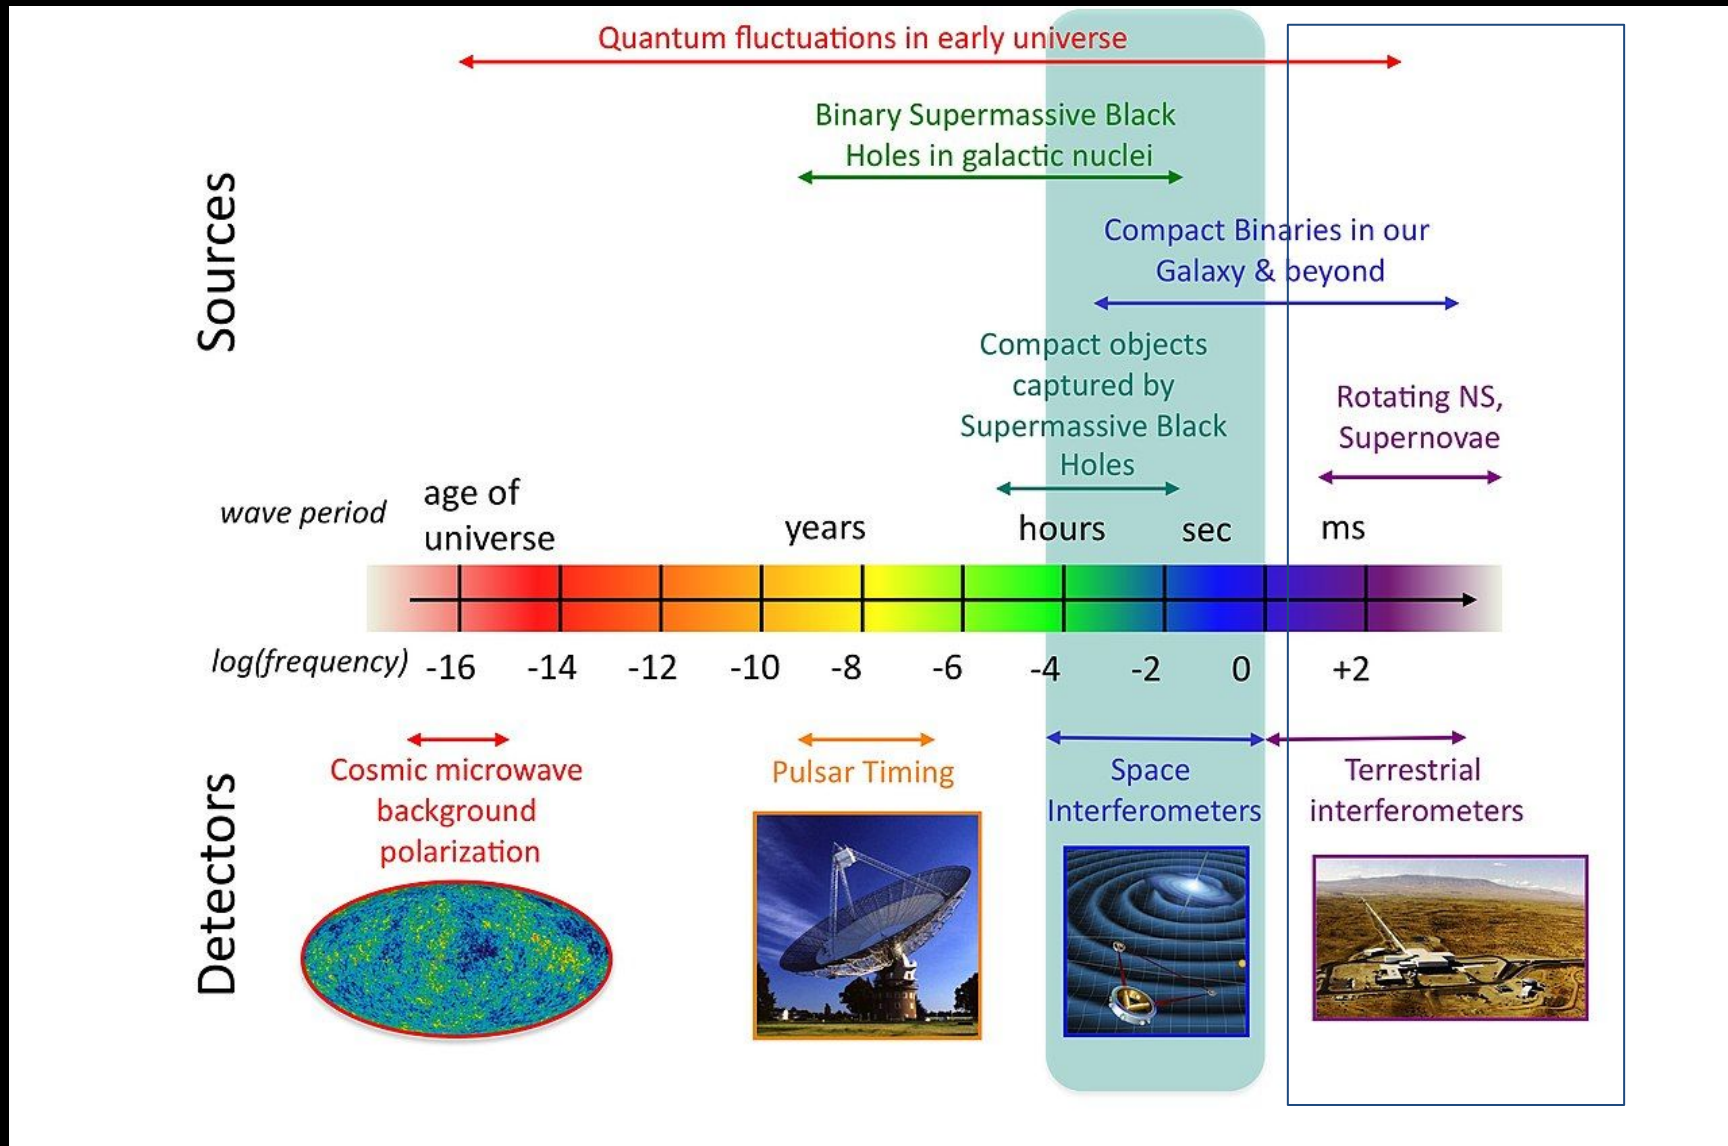 Quantum fluctuations in early universe
Binary Supermassive Black
Holes in galactic nuclei
Compact Binaries in our
Galaxy & beyond
Compact objects
captured by
Supermassive Black
Holes
Rotating NS,
Supernovae
Sources
wave period
age of
universe
years
hours
sec
ms
log(frequency) -16 -14 -12 -10 -8 -6 -4 -2 0 +2
Detectors
Cosmic microwave
background
polarization
Pulsar Timing
Space
Interferometers
Terrestrial
interferometers